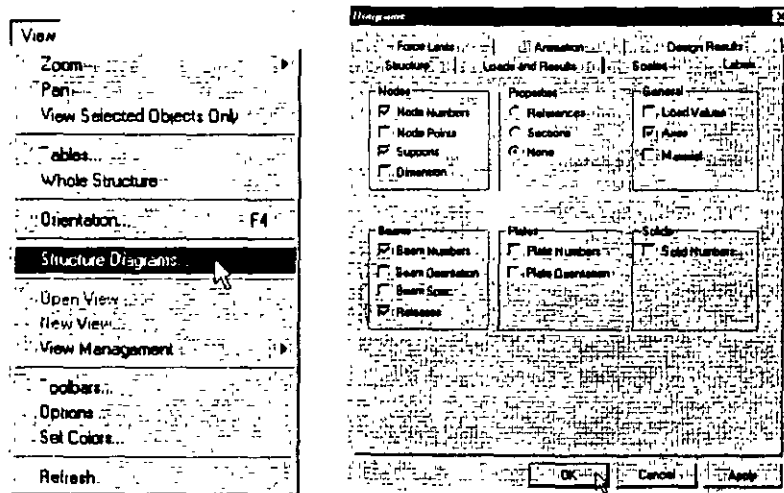 View
Zoom
Pan
View Selected Objects Only
Tables...
Whole Structure
Orientation... F4
Structure Diagrams...
Open View...
New View...
View Management
Toolbars...
Options...
Set Colors...
Refresh
Diagrams
Force Limits Animation Design Results
Structure Loads and Results Scales Labels
Nodes Properties General
Node Numbers References Load Values
Node Points Sections Axes
Supports None Material
Dimension
Beams Plates Solids
Beam Numbers Plate Numbers Solid Numbers
Beam Orientation Plate Orientation
Beam Spec
Releases
OK Cancel Apply